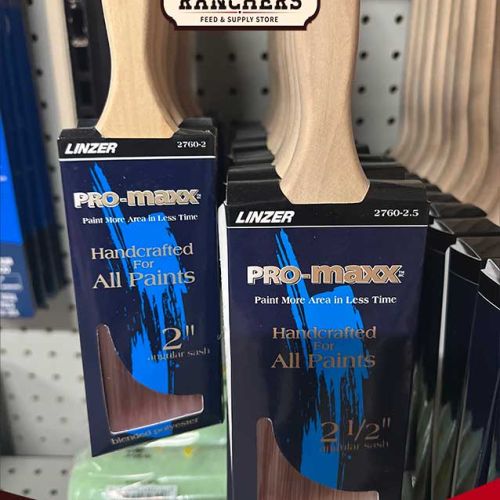 RANCHERS
FEED & SUPPLY STORE
LINZER 2760-2
PRO-maxx
Paint More Area in Less Time
Handcrafted
For
All Paints
2"
angular sash
blended polyester
LINZER 2760-2.5
PRO-maxx
Paint More Area in Less Time
Handcrafted
For
All Paints
2 1/2"
angular sash